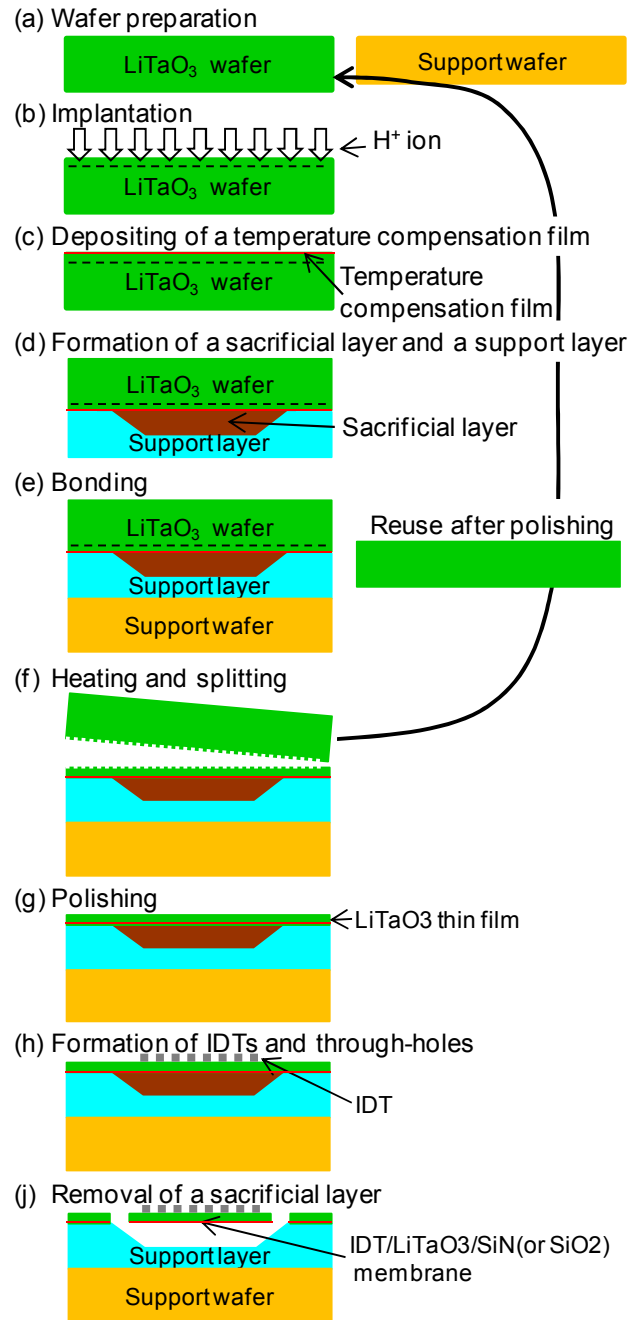 (a) Wafer preparation
LiTaO₃ wafer
Support wafer
(b) Implantation
H⁺ ion
LiTaO₃ wafer
(c) Depositing of a temperature compensation film
LiTaO₃ wafer
Temperature
compensation film
(d) Formation of a sacrificial layer and a support layer
LiTaO₃ wafer
Sacrificial layer
Support layer
(e) Bonding
LiTaO₃ wafer
Reuse after polishing
Support layer
Support wafer
(f) Heating and splitting
(g) Polishing
LiTaO3 thin film
(h) Formation of IDTs and through-holes
IDT
(j) Removal of a sacrificial layer
Support layer
IDT/LiTaO3/SiN(or SiO2)
membrane
Support wafer